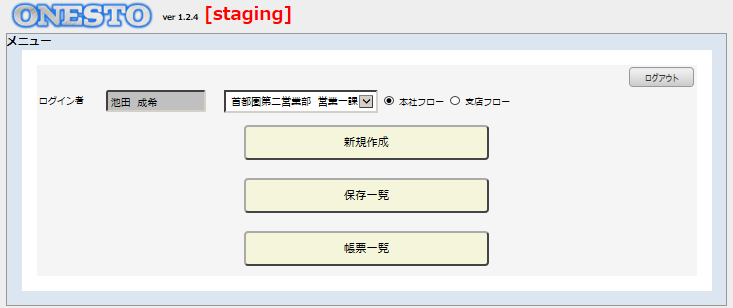 ONESTO ver 1.2.4 [staging]
メニュー
ログアウト
ログイン者 池田 成希 首都圏第二営業部 営業一課 本社フロー 支店フロー
新規作成
保存一覧
帳票一覧